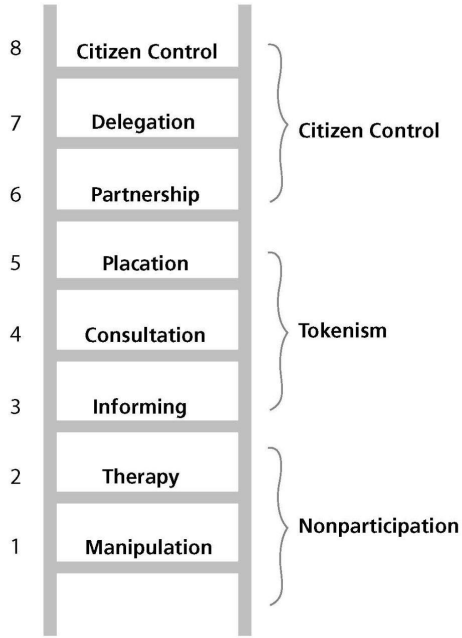 8 Citizen Control
7 Delegation
Citizen Control
6 Partnership
5 Placation
4 Consultation
Tokenism
3 Informing
2 Therapy
Nonparticipation
1 Manipulation